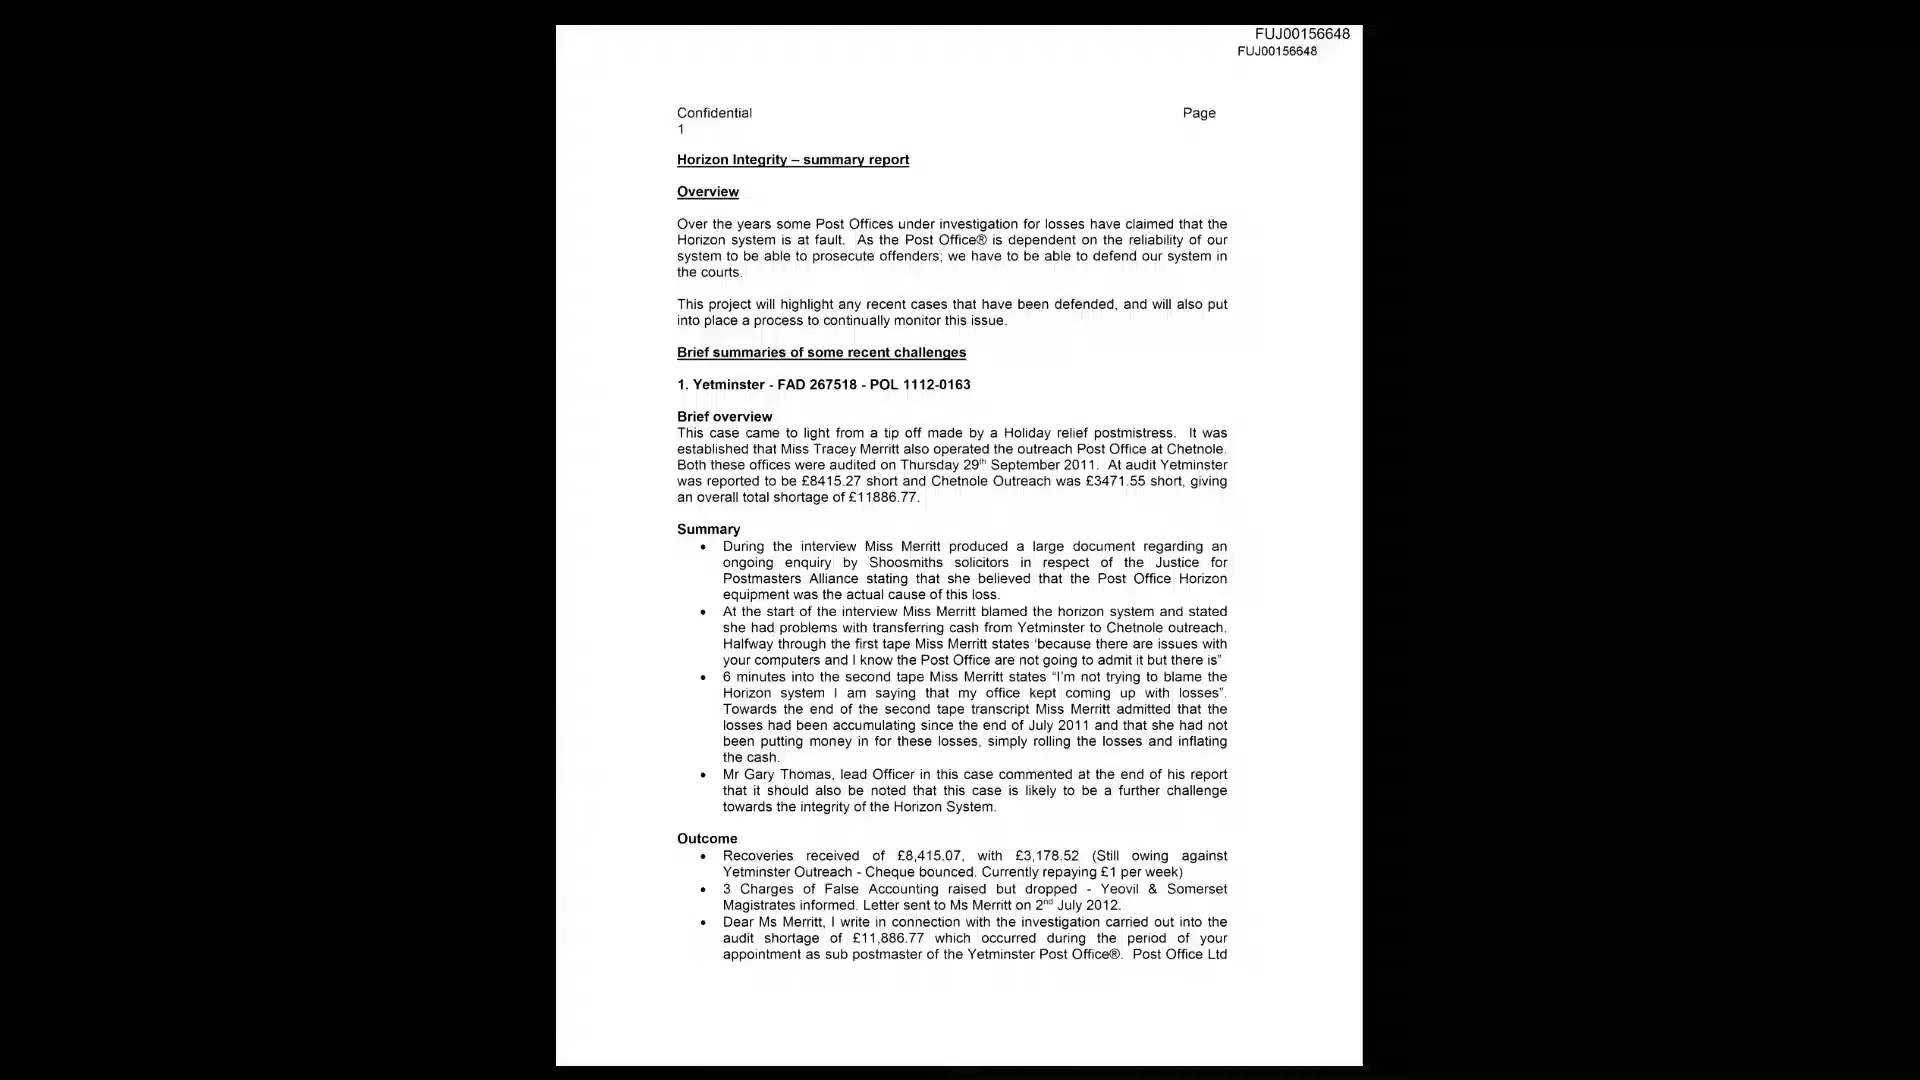 FUJ00156648
FUJ00156648
Confidential Page
1
Horizon Integrity – summary report
Overview
Over the years some Post Offices under investigation for losses have claimed that the
Horizon system is at fault. As the Post Office® is dependent on the reliability of our
system to be able to prosecute offenders; we have to be able to defend our system in
the courts.
This project will highlight any recent cases that have been defended, and will also put
into place a process to continually monitor this issue.
Brief summaries of some recent challenges
1. Yetminster - FAD 267518 - POL 1112-0163
Brief overview
This case came to light from a tip off made by a Holiday relief postmistress. It was
established that Miss Tracey Merritt also operated the outreach Post Office at Chetnole.
Both these offices were audited on Thursday 29th September 2011. At audit Yetminster
was reported to be £8415.27 short and Chetnole Outreach was £3471.55 short, giving
an overall total shortage of £11886.77.
Summary
• During the interview Miss Merritt produced a large document regarding an
ongoing enquiry by Shoosmiths solicitors in respect of the Justice for
Postmasters Alliance stating that she believed that the Post Office Horizon
equipment was the actual cause of this loss.
• At the start of the interview Miss Merritt blamed the horizon system and stated
she had problems with transferring cash from Yetminster to Chetnole outreach.
Halfway through the first tape Miss Merritt states 'because there are issues with
your computers and I know the Post Office are not going to admit it but there is”
• 6 minutes into the second tape Miss Merritt states “I'm not trying to blame the
Horizon system I am saying that my office kept coming up with losses”.
Towards the end of the second tape transcript Miss Merritt admitted that the
losses had been accumulating since the end of July 2011 and that she had not
been putting money in for these losses, simply rolling the losses and inflating
the cash.
• Mr Gary Thomas, lead Officer in this case commented at the end of his report
that it should also be noted that this case is likely to be a further challenge
towards the integrity of the Horizon System.
Outcome
• Recoveries received of £8,415.07, with £3,178.52 (Still owing against
Yetminster Outreach - Cheque bounced. Currently repaying £1 per week)
• 3 Charges of False Accounting raised but dropped - Yeovil & Somerset
Magistrates informed. Letter sent to Ms Merritt on 2nd July 2012.
• Dear Ms Merritt, I write in connection with the investigation carried out into the
audit shortage of £11,886.77 which occurred during the period of your
appointment as sub postmaster of the Yetminster Post Office®. Post Office Ltd